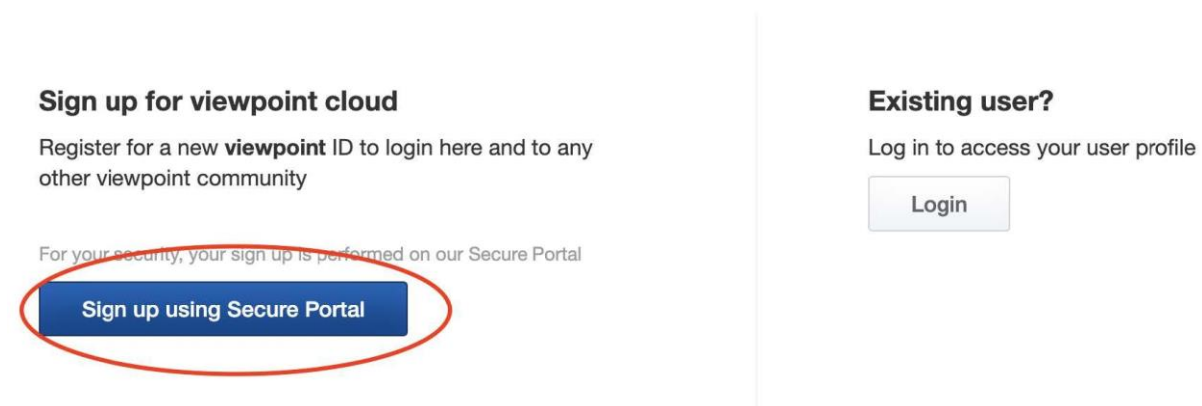 Sign up for viewpoint cloud
Register for a new viewpoint ID to login here and to any
other viewpoint community
For your security, your sign up is performed on our Secure Portal
Sign up using Secure Portal
Existing user?
Log in to access your user profile
Login